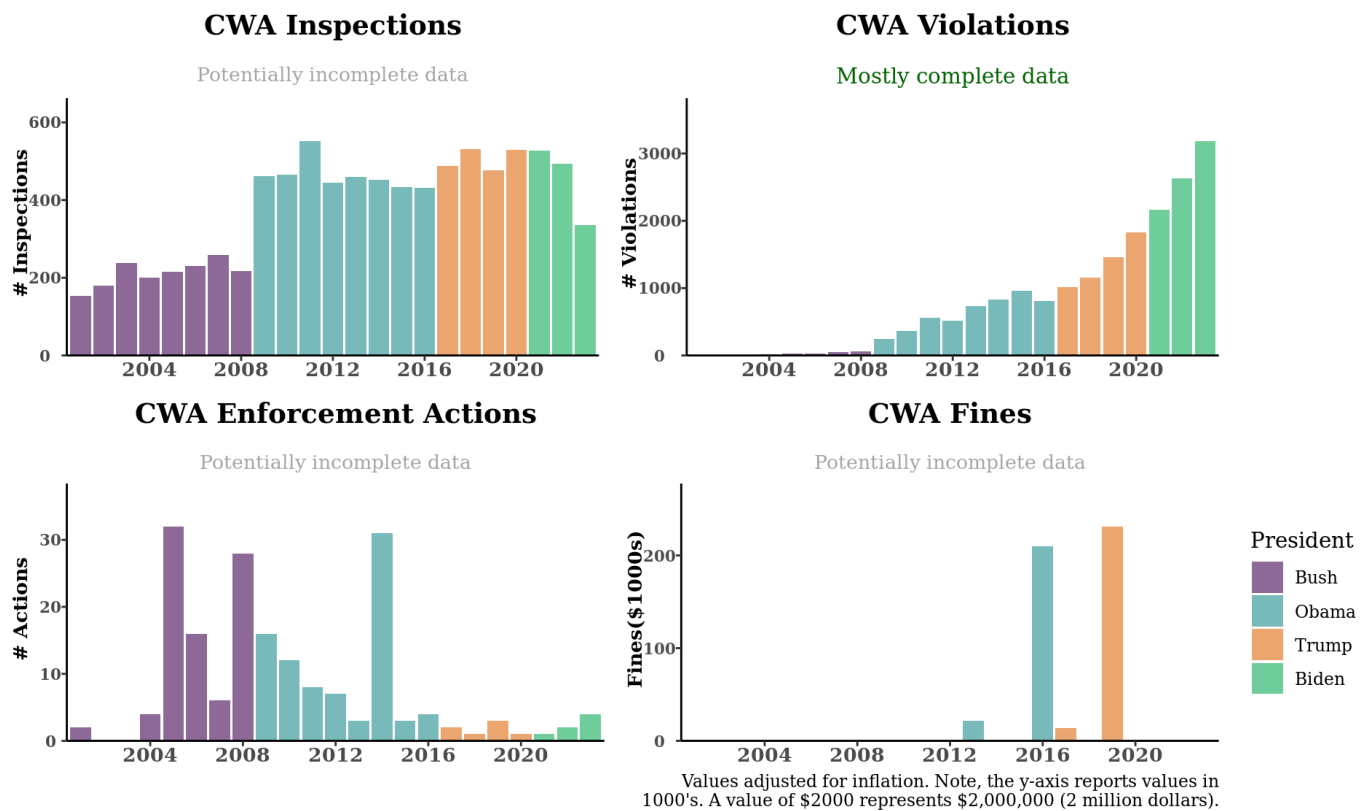 CWA Inspections
Potentially incomplete data
# Inspections
600
400
200
0
2004 2008 2012 2016 2020
CWA Violations
Mostly complete data
# Violations
3000
2000
1000
0
2004 2008 2012 2016 2020
CWA Enforcement Actions
Potentially incomplete data
# Actions
30
20
10
0
2004 2008 2012 2016 2020
CWA Fines
Potentially incomplete data
Fines($1000s)
200
100
0
2004 2008 2012 2016 2020
President
Bush
Obama
Trump
Biden
Values adjusted for inflation. Note, the y-axis reports values in
1000's. A value of $2000 represents $2,000,000 (2 million dollars).